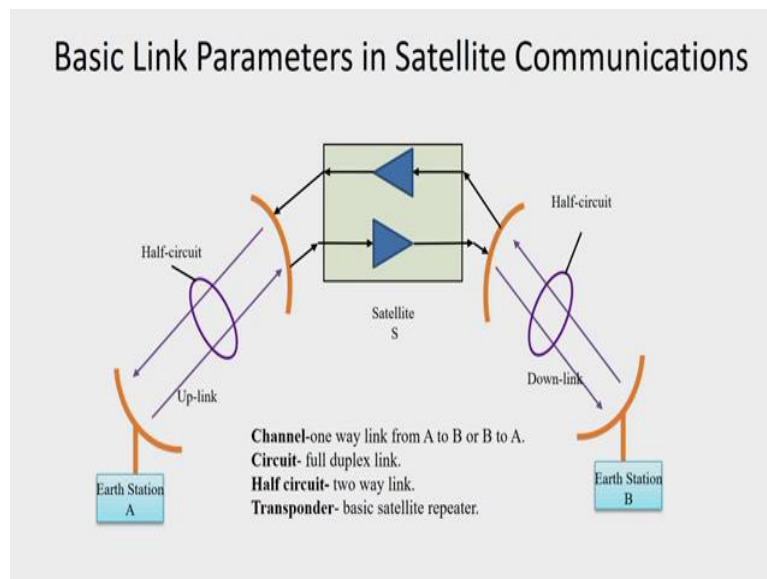 Basic Link Parameters in Satellite Communications
Half-circuit
Half-circuit
Satellite
S
Up-link
Down-link
Channel-one way link from A to B or B to A.
Circuit- full duplex link.
Half circuit- two way link.
Transponder- basic satellite repeater.
Earth Station
A
Earth Station
B